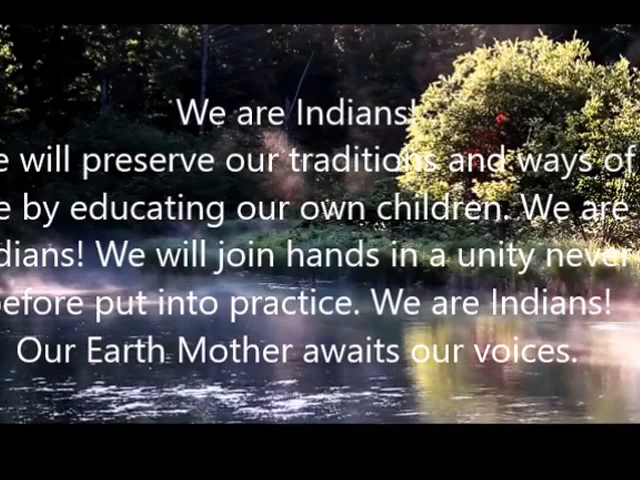 We are Indians!
e will preserve our traditions and ways of
e by educating our own children. We are
dians! We will join hands in a unity never
efore put into practice. We are Indians!
Our Earth Mother awaits our voices.